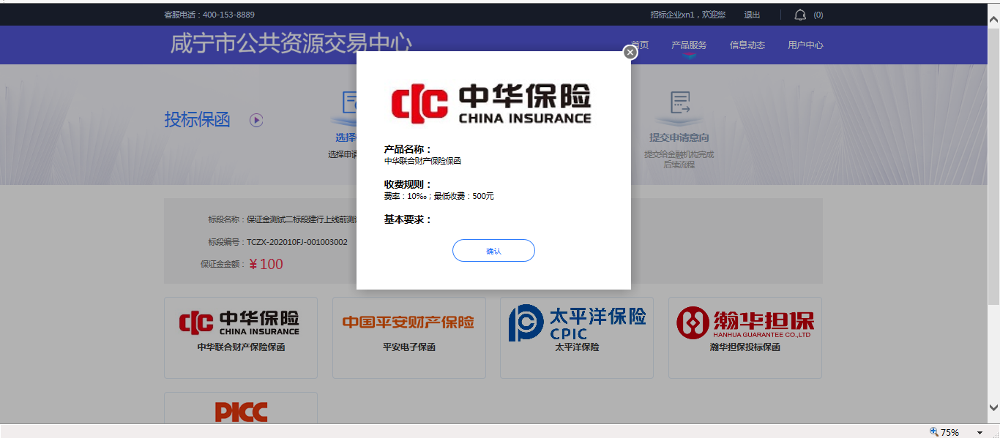 客服电话：400-153-8889
招标企业xn1，欢迎您 退出 (0)
咸宁市公共资源交易中心
首页 产品服务 信息动态 用户中心
投标保函
选择
选择申请
提交申请意向
提交给金融机构完成
后续流程
中华保险
CHINA INSURANCE
产品名称：
中华联合财产保险保函
收费规则：
费率：10‰；最低收费：500元
基本要求：
确认
标段名称：保证金测试二标段建行上线前测
标段编号：TCZX-202010FJ-001003002
保证金金额：¥100
中华保险
CHINA INSURANCE
中华联合财产保险保函
中国平安财产保险
平安电子保函
太平洋保险
CPIC
太平洋保险
瀚华担保
HANHUA GUARANTEE CO.,LTD
瀚华担保投标保函
PICC
75%